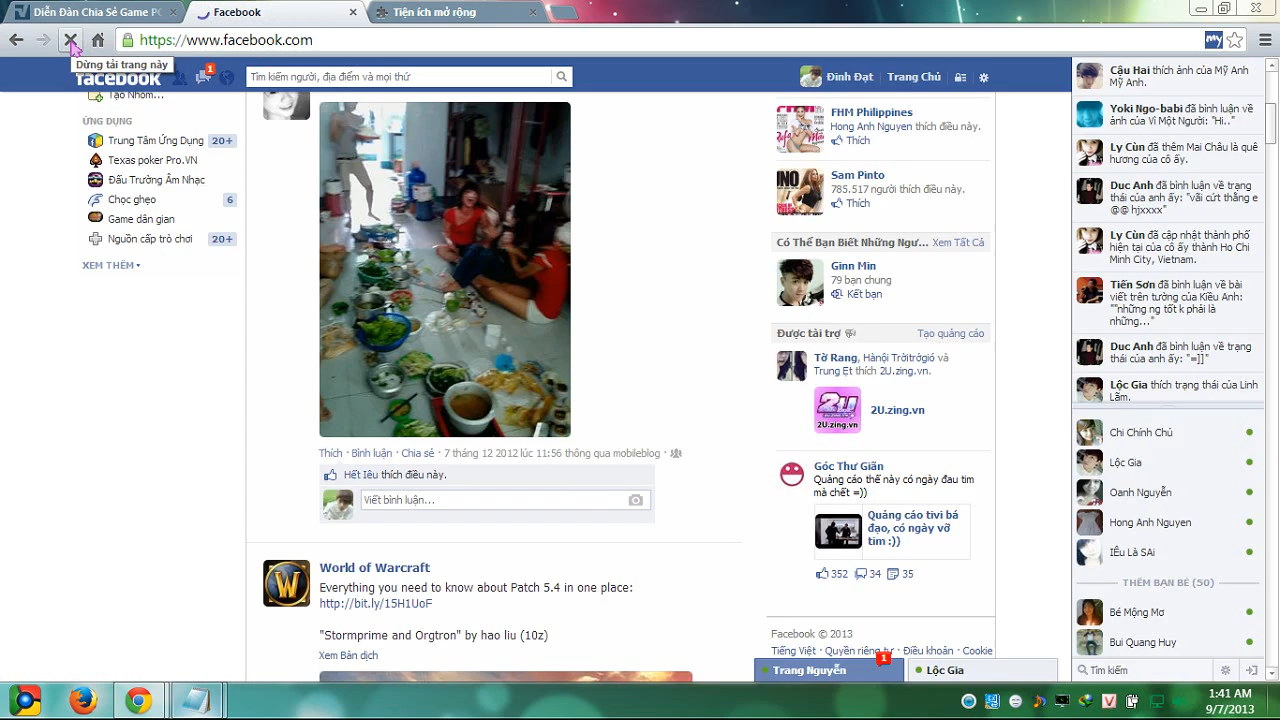 Diễn Đàn Chia Sẻ Game PC
Facebook
Tiện ích mở rộng
https://www.facebook.com
my
Dừng tải trang này
facebook
1
Tìm kiếm người, địa điểm và mọi thứ
Đinh Đạt
Trang Chủ
Tạo Nhóm...
ỨNG DỤNG
Trung Tâm Ứng Dụng 20+
Texas poker Pro.VN
Đấu Trường Âm Nhạc
Chọc ghẹo 6
Game dân gian
Nguồn cấp trò chơi 20+
XEM THÊM
Thích · Bình luận · Chia sẻ · 7 tháng 12 2012 lúc 11:56 thông qua mobileblog ·
Hết Iêu thích điều này.
Viết bình luận...
World of Warcraft
Everything you need to know about Patch 5.4 in one place:
http://bit.ly/15H1UoF
"Stormprime and Orgtron" by hao liu (10z)
Xem Bản dịch
FHM Philippines
Hong Anh Nguyen thích điều này.
Thích
Sam Pinto
785.517 người thích điều này.
Thích
Có Thể Bạn Biết Những Ngư... Xem Tất Cả
Ginn Min
79 bạn chung
Kết bạn
Được tài trợ Tạo quảng cáo
Tờ Rang, Hànội Trờitrởgió và
Trung Ẹt thích 2U.zing.vn.
2U
2U.zing.vn
2U.zing.vn
Góc Thư Giãn
Quảng cáo thế này có ngày đau tim
mà chết =))
Quảng cáo tivi bá
đạo, có ngày vỡ
tim :))
352 34 35
Facebook © 2013
Tiếng Việt · Quyền riêng tư · Điều khoản · Cookie
Trang Nguyễn
1
Lộc Gia
Cậu Hai thích ảnh của Mỹ Anh
Mỹ Anh.
Yoki Ngo-babi đã bình luận về
ảnh của Vì Một Người: "Hi.."
Ly Cùn đã thêm Mai Châu là quê
hương của cô ấy.
Duc Anh đã bình luận về trạng
thái của anh ấy: "vãi cứt thằng e
@@ hjxxxx"
Ly Cùn đã cập nhật thành phố
hiện tại của cô ấy thành Ho Chi
Minh City, Vietnam.
Tiến Sơn đã bình luận về bài
viết trên tường của Kiều Anh:
""những ng tốt k phải là
những..."
Duc Anh đã bình luận về trạng
thái của anh ấy: "=]]"
Lộc Gia thích trạng thái của Linh
Lãm.
Chi Chính Chủ
Lộc Gia
Oanh Nguyễn
Hong Anh Nguyen
IÊu Là SAi
THÊM BẠN BÈ (50)
Bé Mộng Mơ
Bui Quang Huy
Tìm kiếm
1:41 AM
9/7/2013